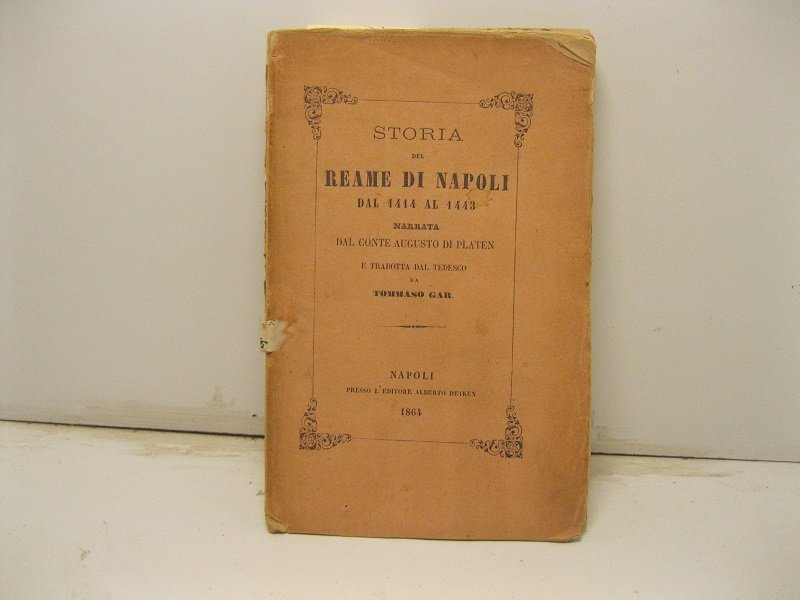 STORIA
DEL
REAME DI NAPOLI
DAL 1414 AL 1443
NARRATA
DAL CONTE AUGUSTO DI PLATEN
E TRADOTTA DAL TEDESCO
DA
TOMMASO GAR.
NAPOLI
PRESSO L'EDITORE ALBERTO DETKEN
1864